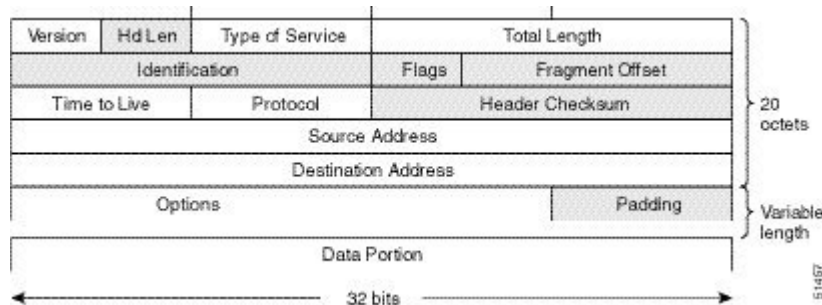 Version Hd Len Type of Service Total Length
Identification Flags Fragment Offset
Time to Live Protocol Header Checksum
20
octets
Source Address
Destination Address
Options Padding
Variable
length
Data Portion
32 bits
51457